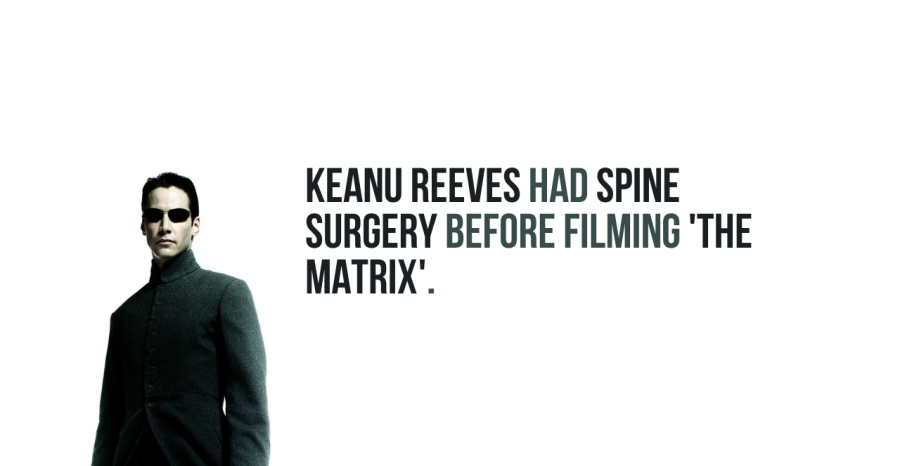 KEANU REEVES HAD SPINE
SURGERY BEFORE FILMING 'THE
MATRIX'.